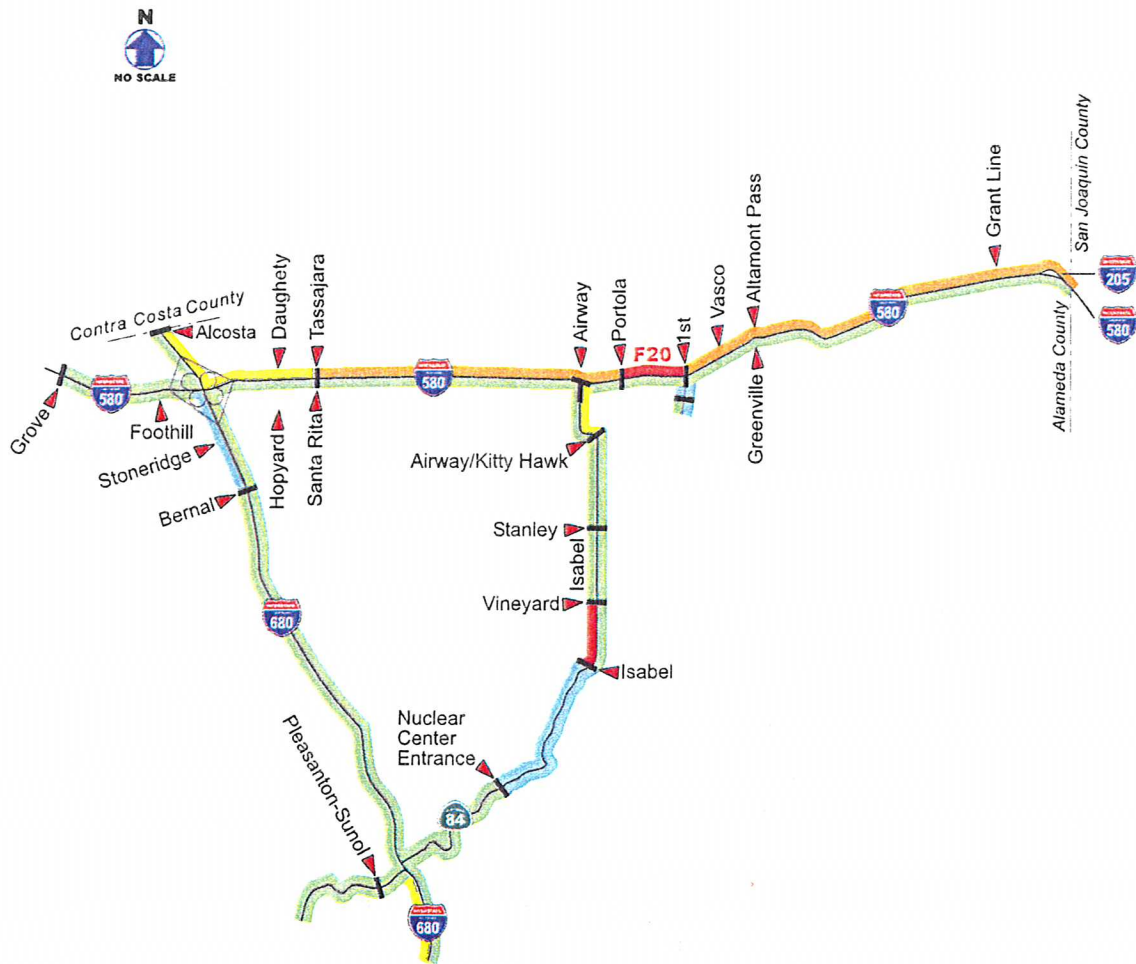 N
NO SCALE
San Joaquin County
Grant Line
Altamont Pass
Vasco
1st
Portola
Airway
Tassajara
Daughety
Contra Costa County
Alcosta
205
580
580
580
580
F20
Grove
Foothill
Stoneridge
Bernal
Hopyard
Santa Rita
Airway/Kitty Hawk
Greenville
Alameda County
Stanley
Isabel
Vineyard
680
Isabel
Nuclear
Center
Entrance
Pleasanton-Sunol
84
680